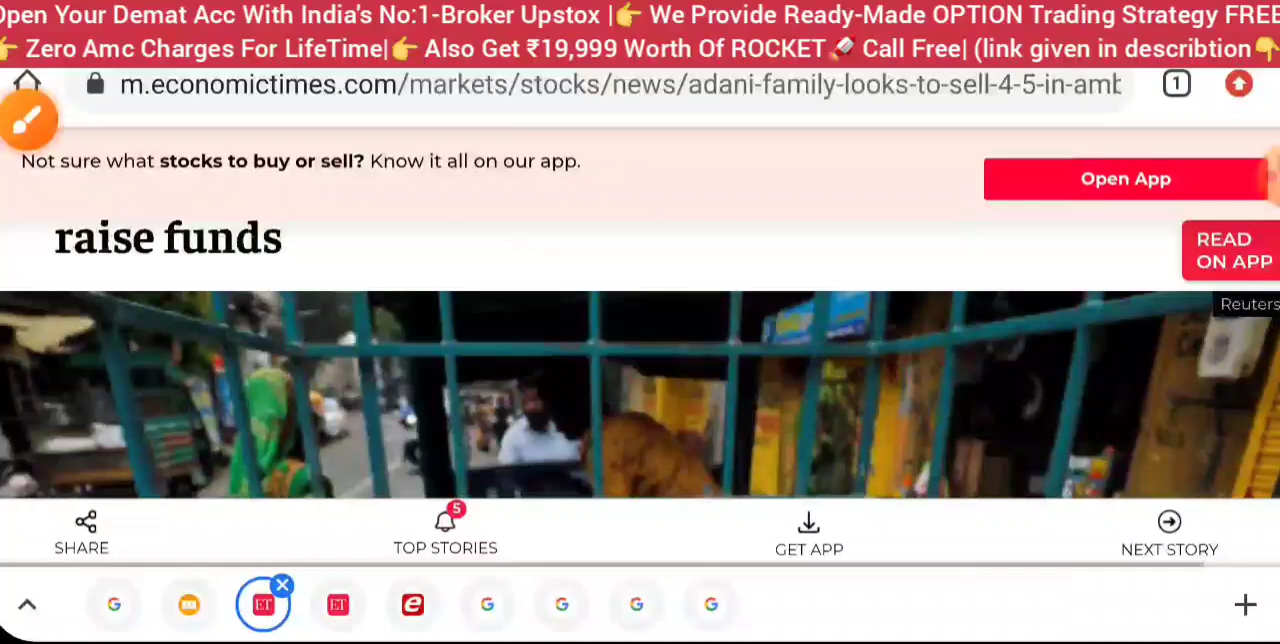 Open Your Demat Acc With India's No:1-Broker Upstox |👉 We Provide Ready-Made OPTION Trading Strategy FREE
👉 Zero Amc Charges For LifeTime|👉 Also Get ₹19,999 Worth Of ROCKET🚀 Call Free| (link given in describtion👇
m.economictimes.com/markets/stocks/news/adani-family-looks-to-sell-4-5-in-amb
1
Not sure what stocks to buy or sell? Know it all on our app.
Open App
raise funds
READ
ON APP
Reuters
5
SHARE
TOP STORIES
GET APP
NEXT STORY
G
ET
ET
e
G
G
G
G